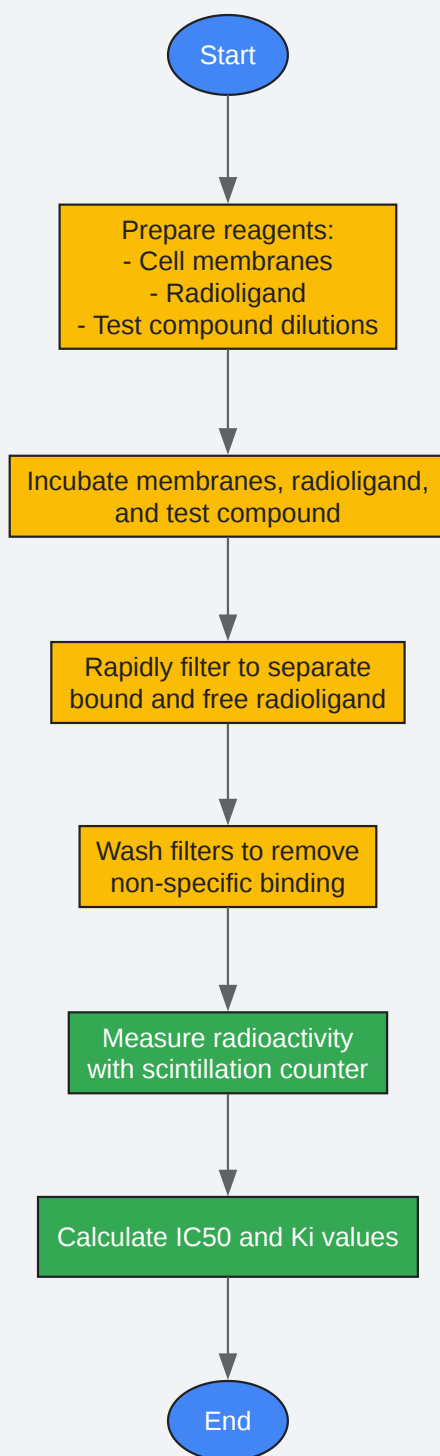 Start
Prepare reagents:
- Cell membranes
- Radioligand
- Test compound dilutions
Incubate membranes, radioligand,
and test compound
Rapidly filter to separate
bound and free radioligand
Wash filters to remove
non-specific binding
Measure radioactivity
with scintillation counter
Calculate IC50 and Ki values
End